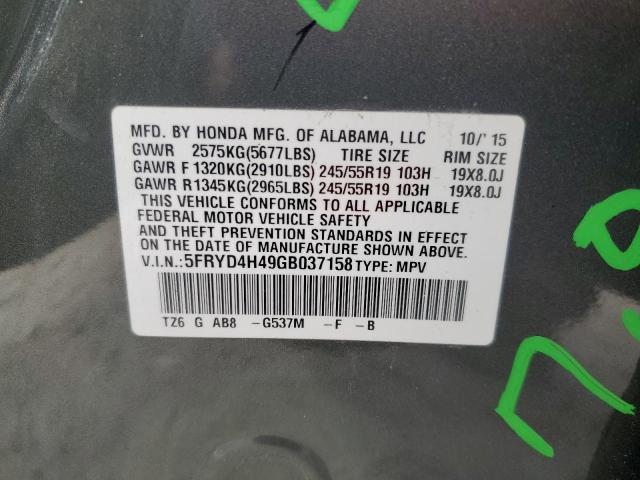 MFD. BY HONDA MFG. OF ALABAMA, LLC 10/'15
GVWR 2575KG(5677LBS) TIRE SIZE RIM SIZE
GAWR F 1320KG(2910LBS) 245/55R19 103H 19X8.0J
GAWR R1345KG(2965LBS) 245/55R19 103H 19X8.0J
THIS VEHICLE CONFORMS TO ALL APPLICABLE
FEDERAL MOTOR VEHICLE SAFETY
AND THEFT PREVENTION STANDARDS IN EFFECT
ON THE DATE OF MANUFACTURE SHOWN ABOVE.
V.I.N.:5FRYD4H49GB037158 TYPE: MPV
TZ6 G AB8 -G537M -F -B